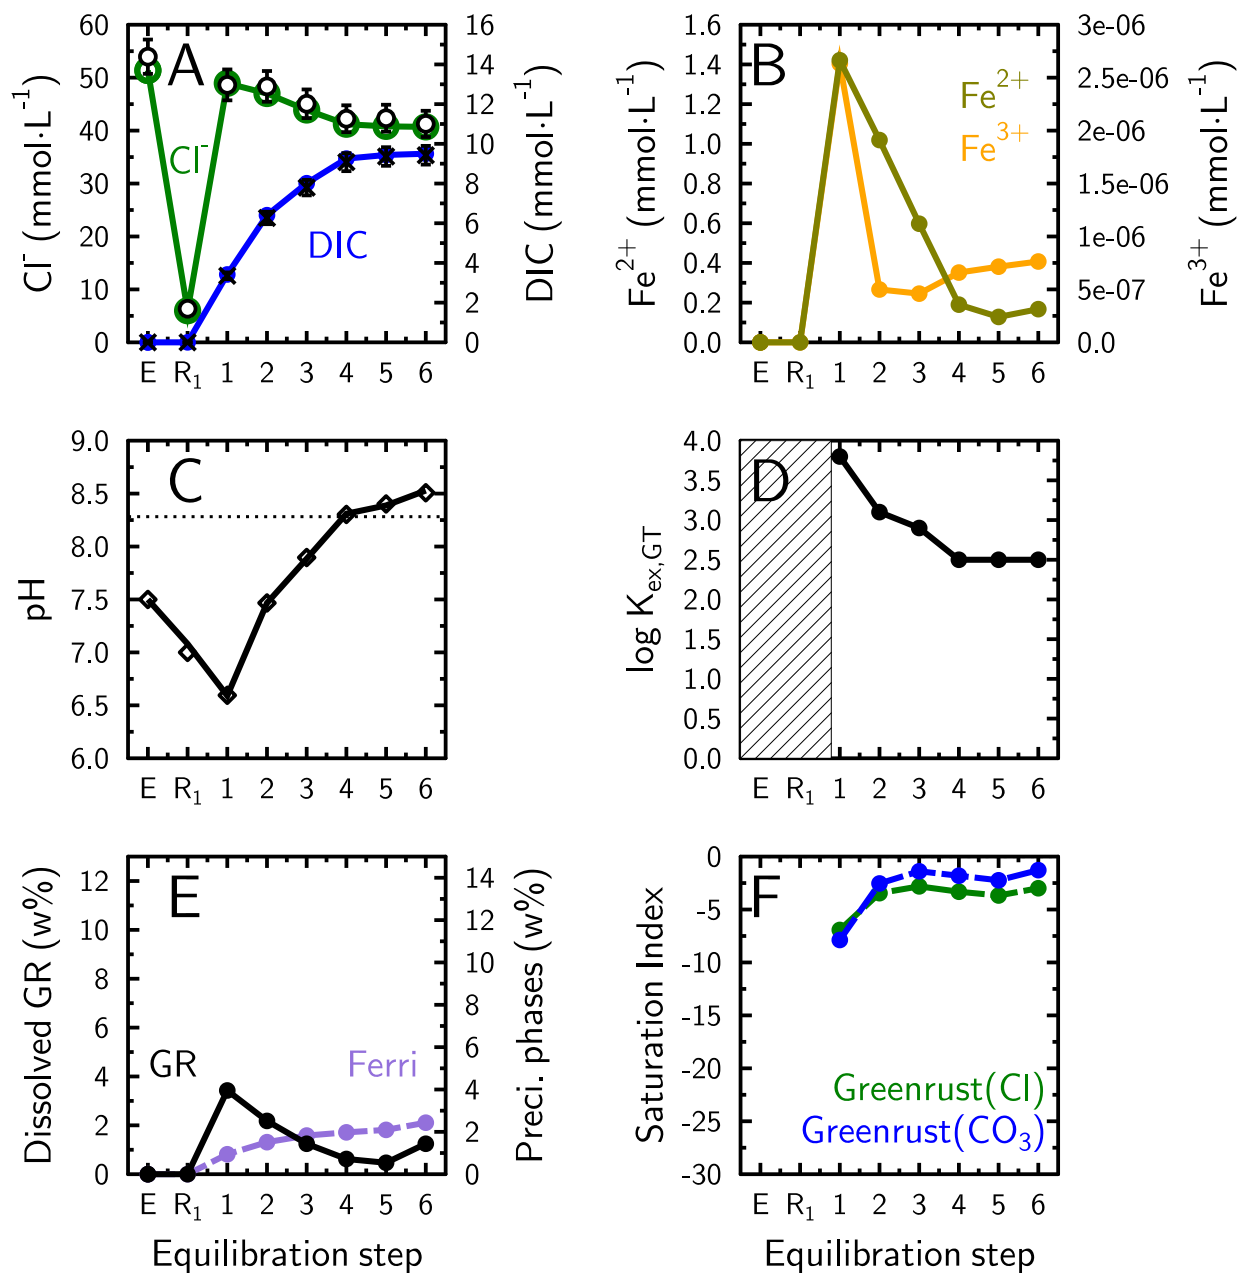 A
Cl⁻ (mmol·L⁻¹)
60
50
40
30
20
10
0
DIC (mmol·L⁻¹)
16
14
12
10
8
6
4
2
0
Cl⁻
DIC
E R₁ 1 2 3 4 5 6
B
Fe²⁺ (mmol·L⁻¹)
1.6
1.4
1.2
1.0
0.8
0.6
0.4
0.2
0.0
Fe³⁺ (mmol·L⁻¹)
3e-06
2.5e-06
2e-06
1.5e-06
1e-06
5e-07
0.0
Fe²⁺
Fe³⁺
E R₁ 1 2 3 4 5 6
C
pH
9.0
8.5
8.0
7.5
7.0
6.5
6.0
E R₁ 1 2 3 4 5 6
D
log K_ex,GT
4.0
3.5
3.0
2.5
2.0
1.5
1.0
0.5
0.0
E R₁ 1 2 3 4 5 6
E
Dissolved GR (w%)
12
10
8
6
4
2
0
Preci. phases (w%)
14
12
10
8
6
4
2
0
GR
Ferri
E R₁ 1 2 3 4 5 6
Equilibration step
F
Saturation Index
0
-5
-10
-15
-20
-25
-30
Greenrust(Cl)
Greenrust(CO₃)
E R₁ 1 2 3 4 5 6
Equilibration step